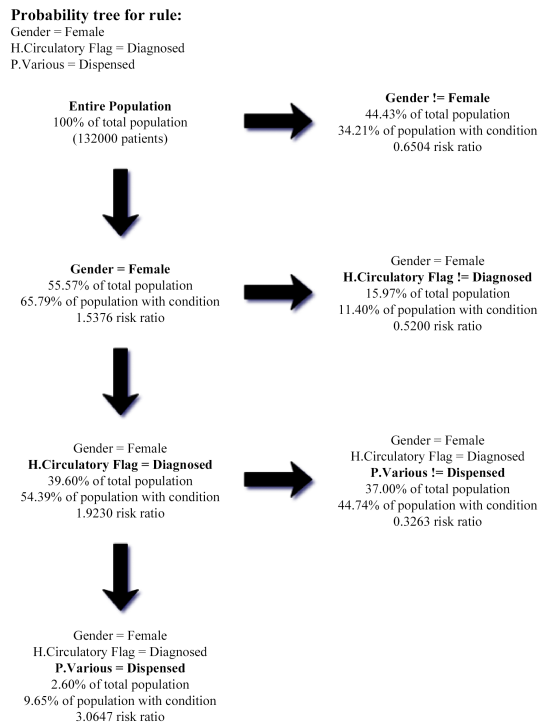 Probability tree for rule:
Gender = Female
H.Circulatory Flag = Diagnosed
P.Various = Dispensed
Entire Population
100% of total population
(132000 patients)
Gender != Female
44.43% of total population
34.21% of population with condition
0.6504 risk ratio
Gender = Female
55.57% of total population
65.79% of population with condition
1.5376 risk ratio
Gender = Female
H.Circulatory Flag != Diagnosed
15.97% of total population
11.40% of population with condition
0.5200 risk ratio
Gender = Female
H.Circulatory Flag = Diagnosed
39.60% of total population
54.39% of population with condition
1.9230 risk ratio
Gender = Female
H.Circulatory Flag = Diagnosed
P.Various != Dispensed
37.00% of total population
44.74% of population with condition
0.3263 risk ratio
Gender = Female
H.Circulatory Flag = Diagnosed
P.Various = Dispensed
2.60% of total population
9.65% of population with condition
3.0647 risk ratio